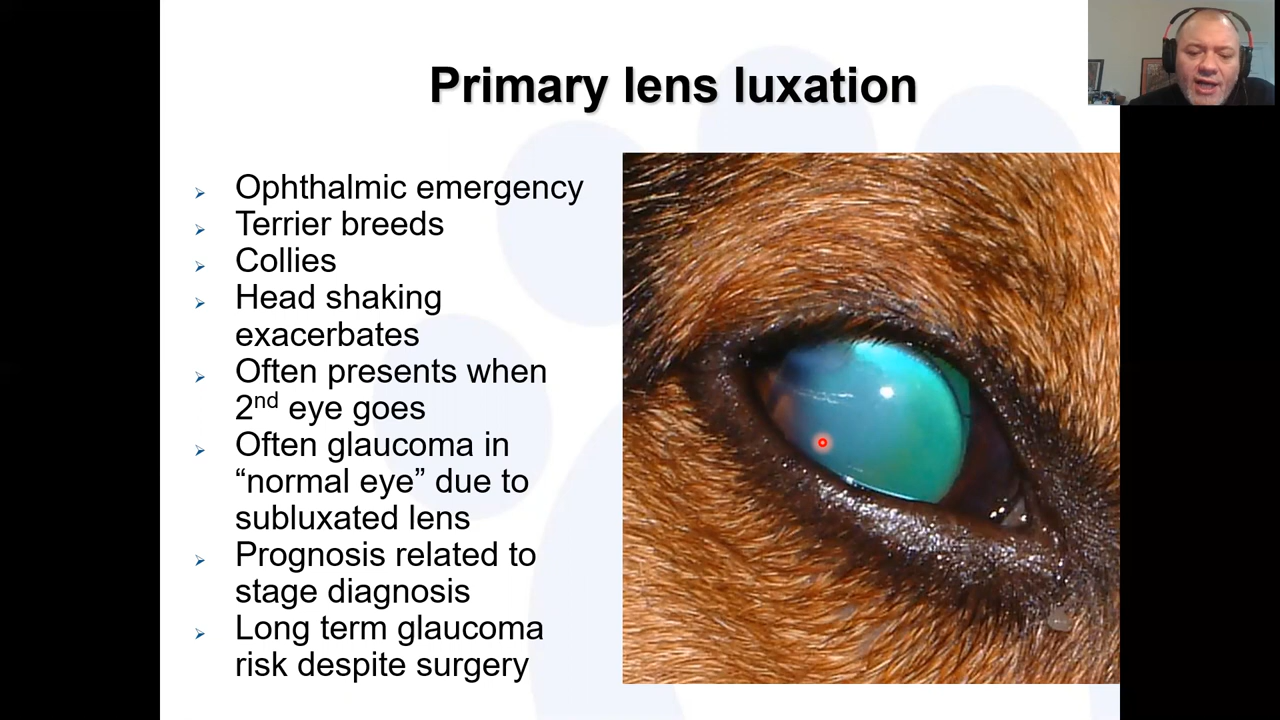 Primary lens luxation
Ophthalmic emergency
Terrier breeds
Collies
Head shaking
exacerbates
Often presents when
2nd eye goes
Often glaucoma in
“normal eye” due to
subluxated lens
Prognosis related to
stage diagnosis
Long term glaucoma
risk despite surgery